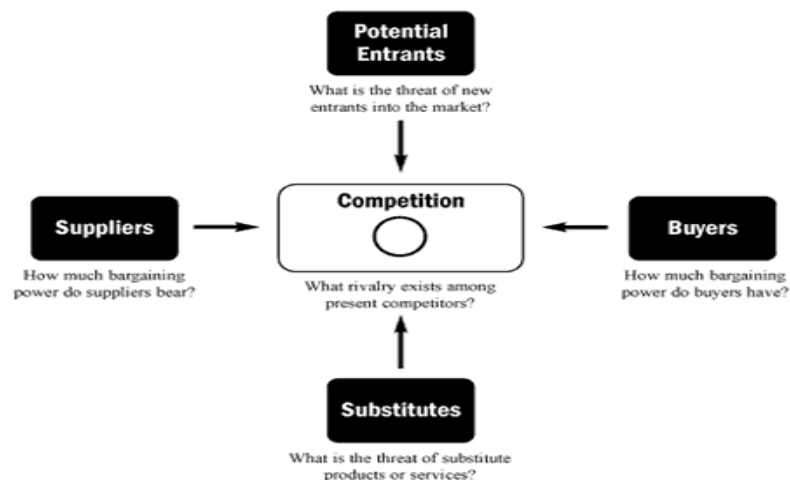 Potential
Entrants
What is the threat of new
entrants into the market?
Suppliers
How much bargaining
power do suppliers bear?
Competition
What rivalry exists among
present competitors?
Buyers
How much bargaining
power do buyers have?
Substitutes
What is the threat of substitute
products or services?